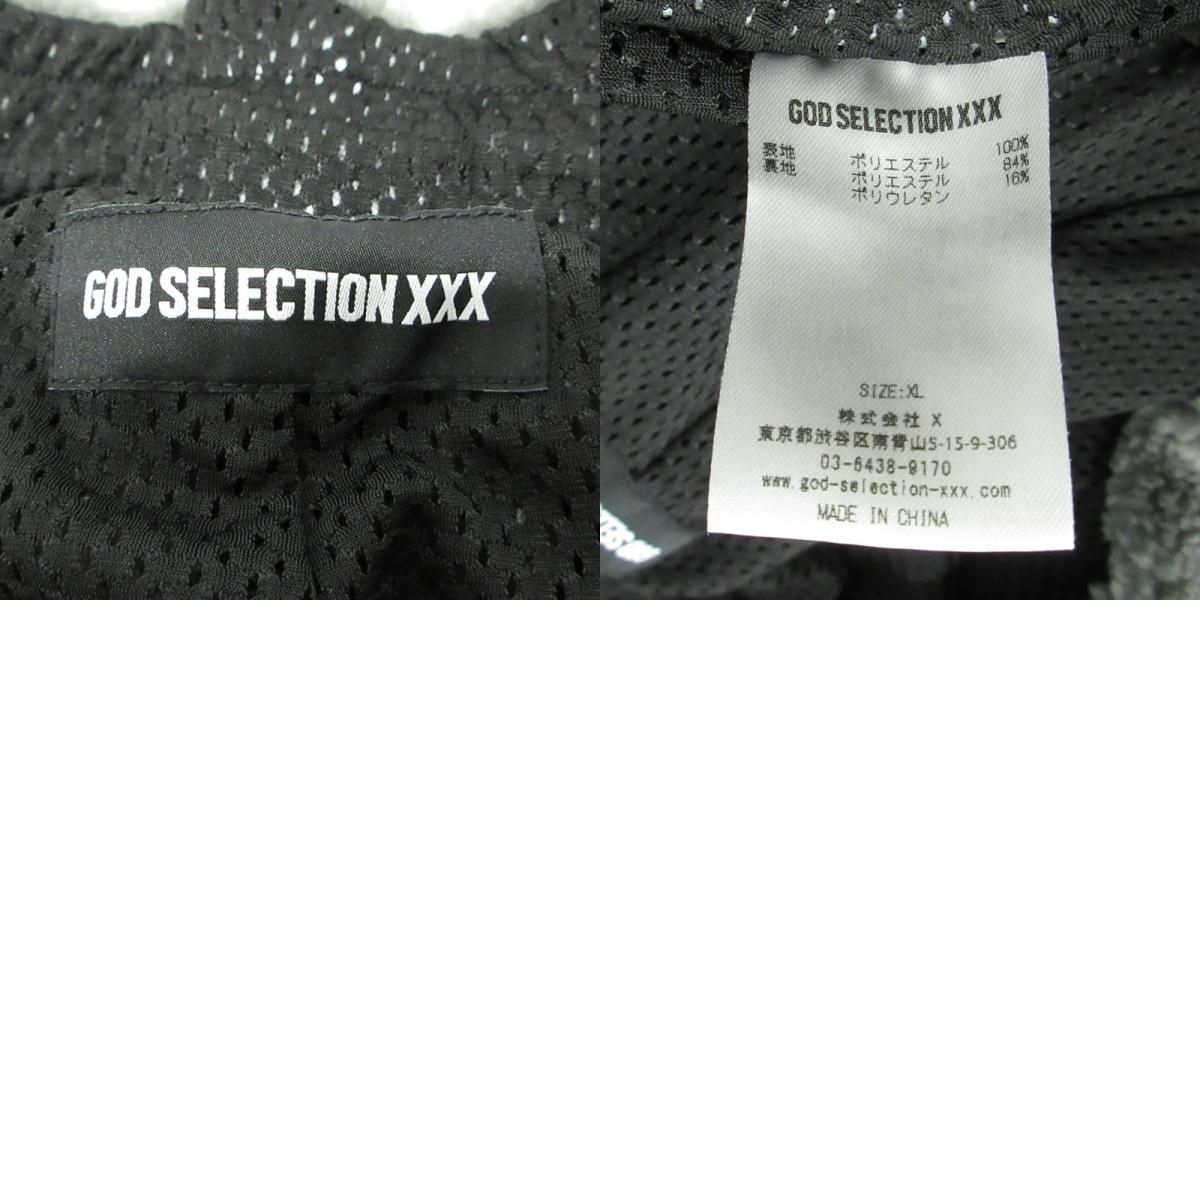 GOD SELECTION XXX
GOD SELECTION XXX
表地 ポリエステル 100%
裏地 ポリエステル 84%
ポリウレタン 16%
SIZE:XL
株式会社 X
東京都渋谷区南青山5-15-9-306
03-6438-9170
www.god-selection-xxx.com
MADE IN CHINA